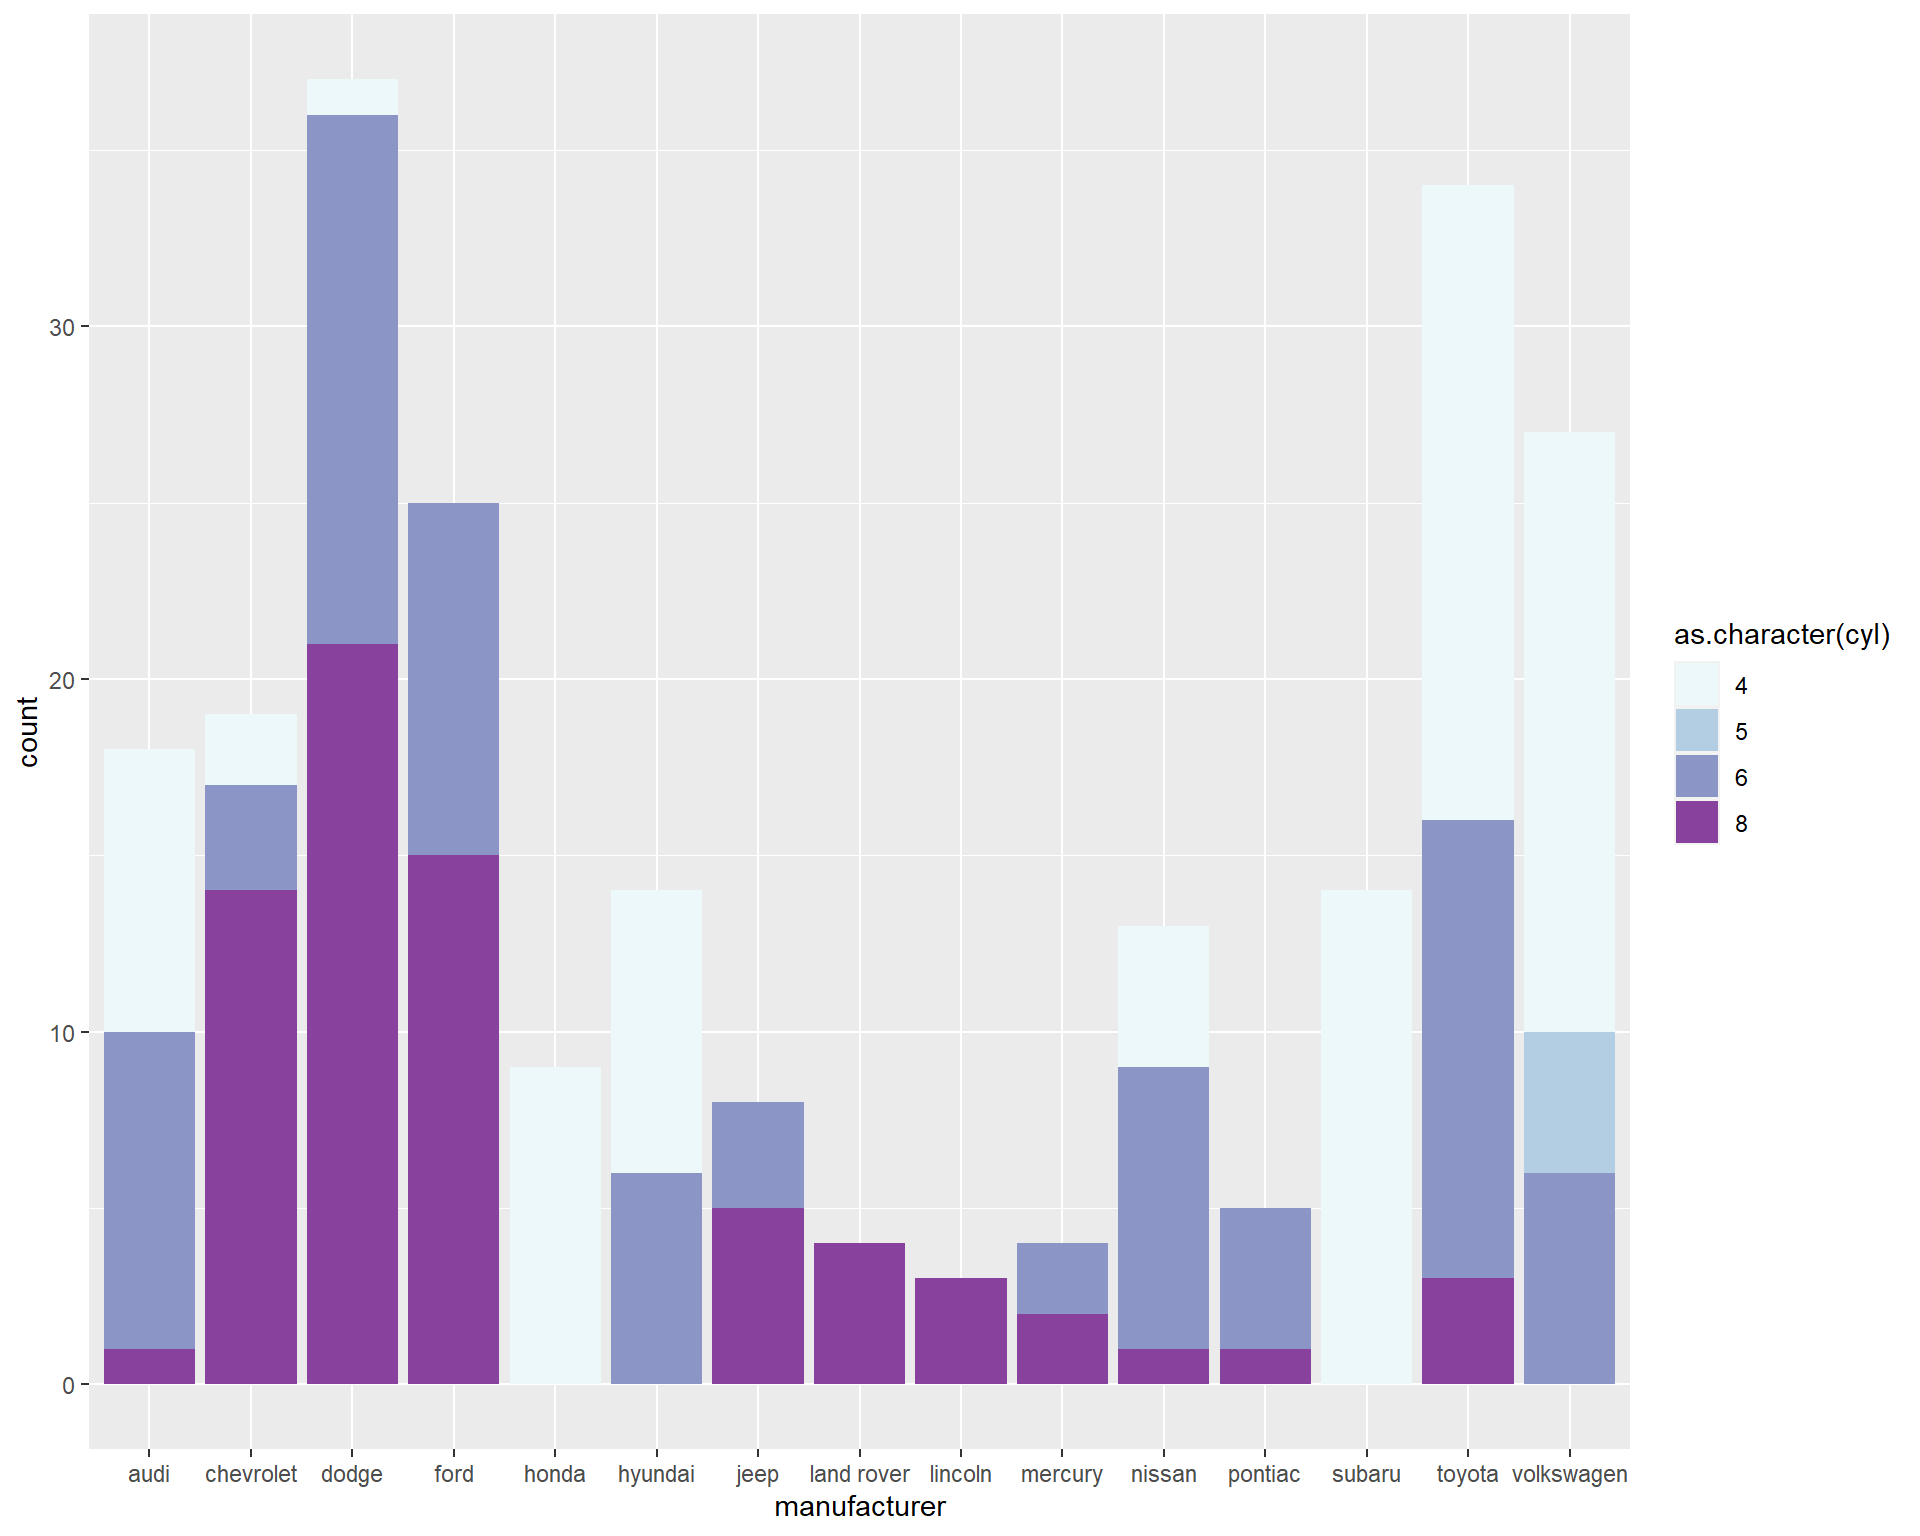 30
20
10
0
count
audi chevrolet dodge ford honda hyundai jeep land rover lincoln mercury nissan pontiac subaru toyota volkswagen
manufacturer
as.character(cyl)
4
5
6
8